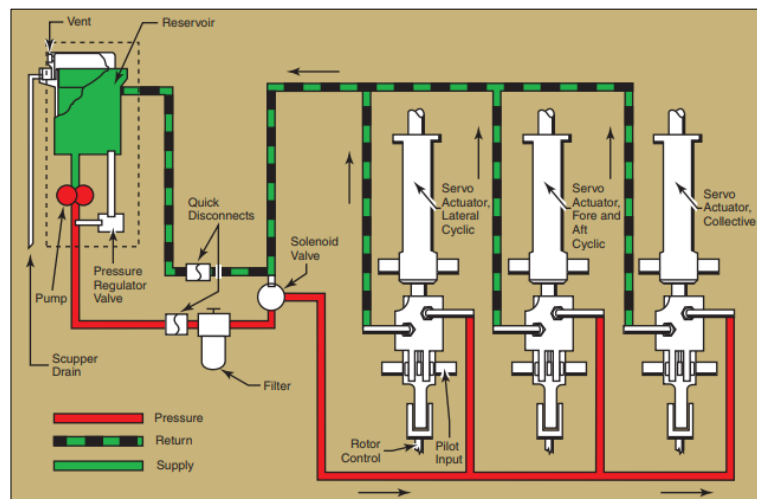 Vent
Reservoir
Quick
Disconnects
Solenoid
Valve
Servo
Actuator,
Lateral
Cyclic
Servo
Actuator,
Fore and
Aft
Cyclic
Servo
Actuator,
Collective
Pump
Pressure
Regulator
Valve
Scupper
Drain
Filter
Pressure
Return
Supply
Rotor
Control
Pilot
Input